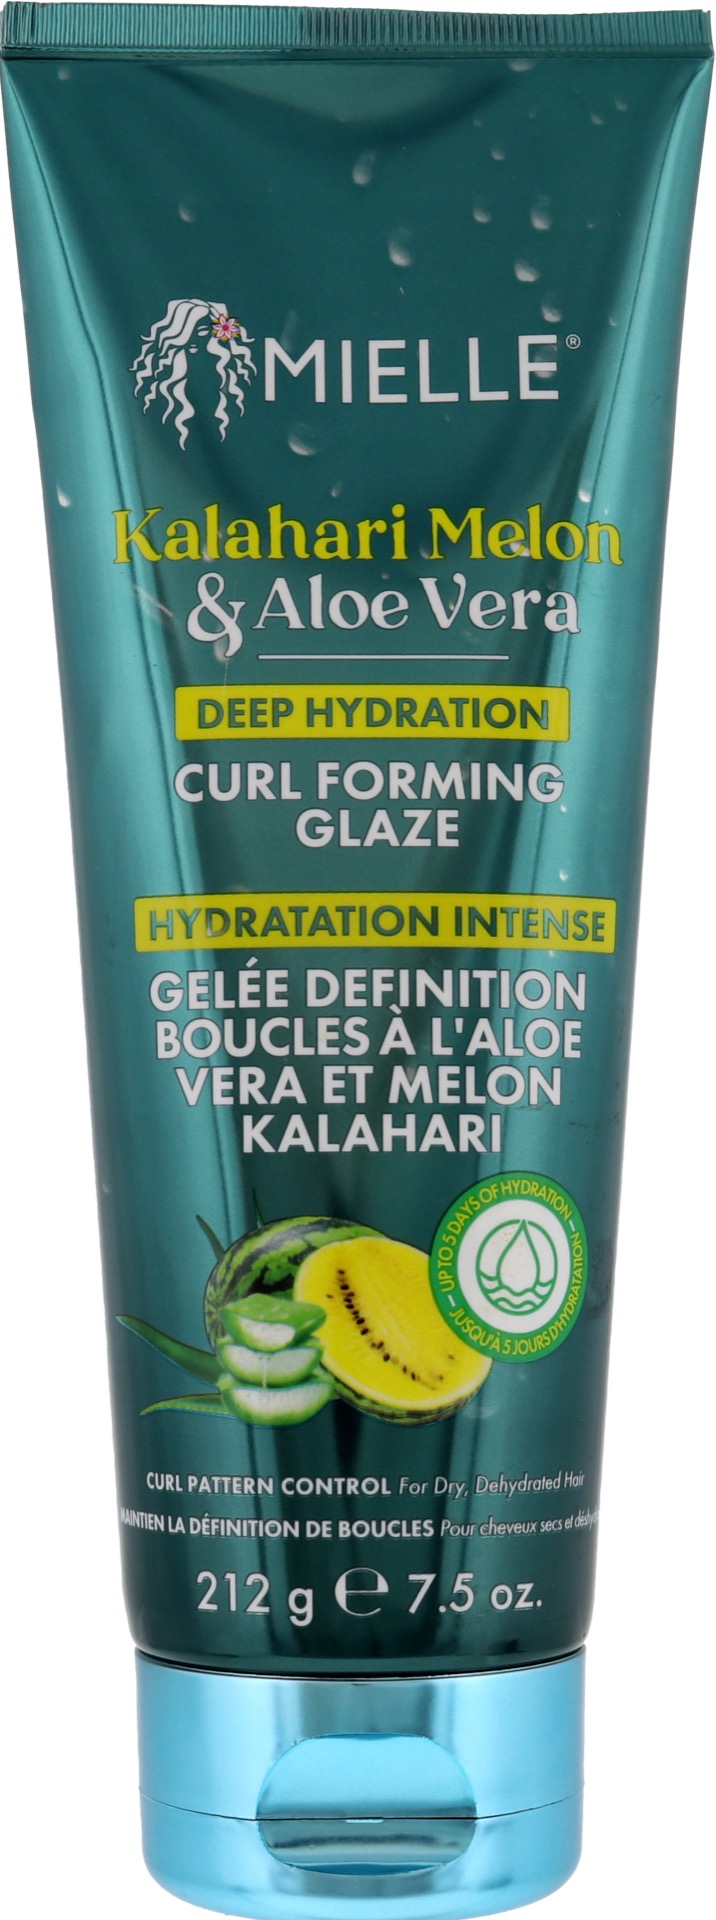 MIELLE®
Kalahari Melon
& Aloe Vera
DEEP HYDRATION
CURL FORMING
GLAZE
HYDRATATION INTENSE
GELÉE DEFINITION
BOUCLES À L'ALOE
VERA ET MELON
KALAHARI
UP TO 5 DAYS OF HYDRATION
JUSQU'À 5 JOURS D'HYDRATATION
CURL PATTERN CONTROL For Dry, Dehydrated Hair
MAINTIEN LA DÉFINITION DE BOUCLES Pour cheveux secs et
212 g ℮ 7.5 oz.